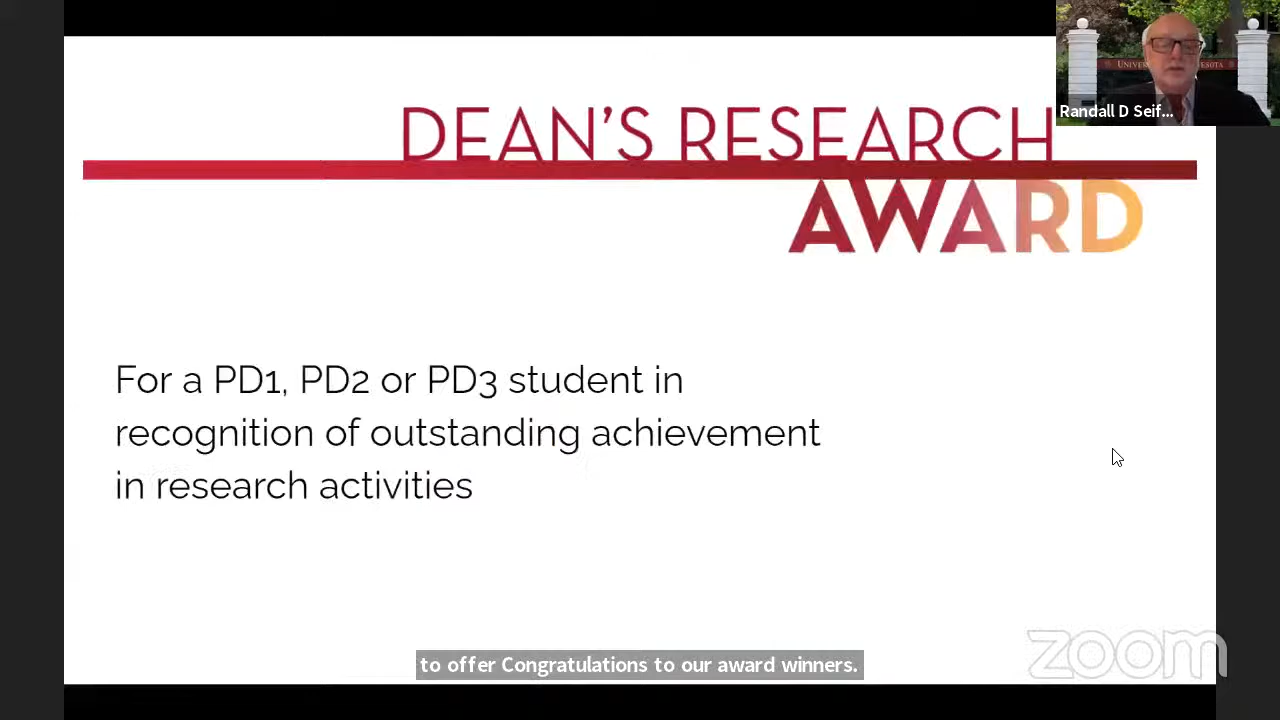 DEAN'S RESEARCH
AWARD
Randall D Seif...
For a PD1, PD2 or PD3 student in
recognition of outstanding achievement
in research activities
to offer Congratulations to our award winners.
zoom